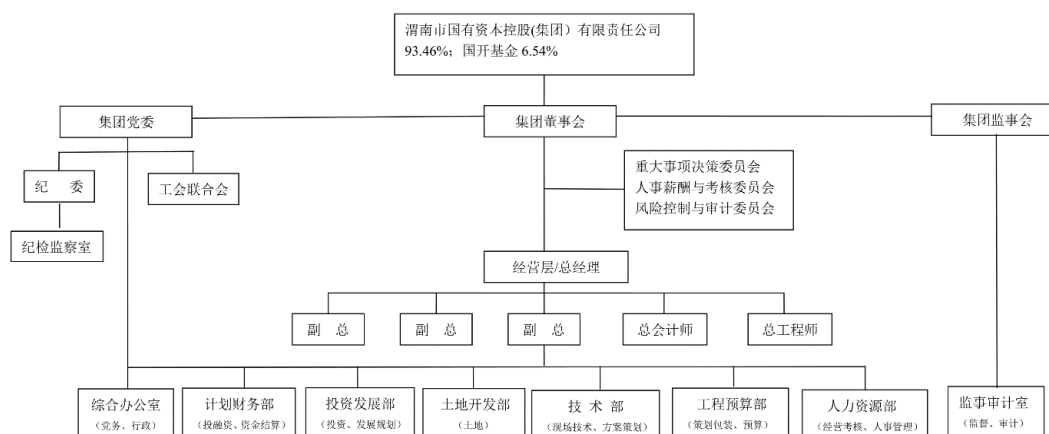 渭南市国有资本控股(集团）有限责任公司
93.46%；国开基金 6.54%
集团党委
集团董事会
集团监事会
纪 委
工会联合会
重大事项决策委员会
人事薪酬与考核委员会
风险控制与审计委员会
纪检监察室
经营层/总经理
副 总
副 总
副 总
总会计师
总工程师
综合办公室
（党务、行政）
计划财务部
（投融资、资金结算）
投资发展部
（投资、发展规划）
土地开发部
（土地）
技 术 部
（现场技术、方案策划）
工程预算部
（策划包装、预算）
人力资源部
（经营考核、人事管理）
监事审计室
（监督、审计）